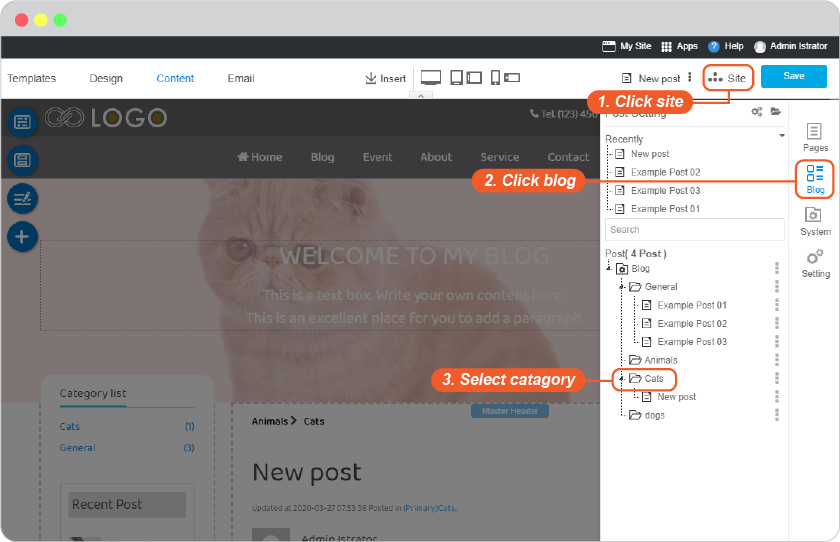 My Site Apps ? Help Admin Istrator
Templates Design Content Email Insert New post Site Save
1. Click site
LOGO
Tel. (123) 456
Post Setting
Home Blog Event About Service Contact
Recently
New post
Example Post 02
Example Post 03
Example Post 01
2. Click blog
Pages
Blog
System
Setting
Search
WELCOME TO MY BLOG
This is a text box. Write your own content here.
This is an excellent place for you to add a paragraph.
Post( 4 Post )
Blog
General
Example Post 01
Example Post 02
Example Post 03
Animals
3. Select catagory
Cats
New post
dogs
Category list
Cats (1)
General (3)
Recent Post
Master Header
Animals > Cats
New post
Updated at 2020-03-27 07:53:36 Posted in (Primary)Cats,
Admin Istrator